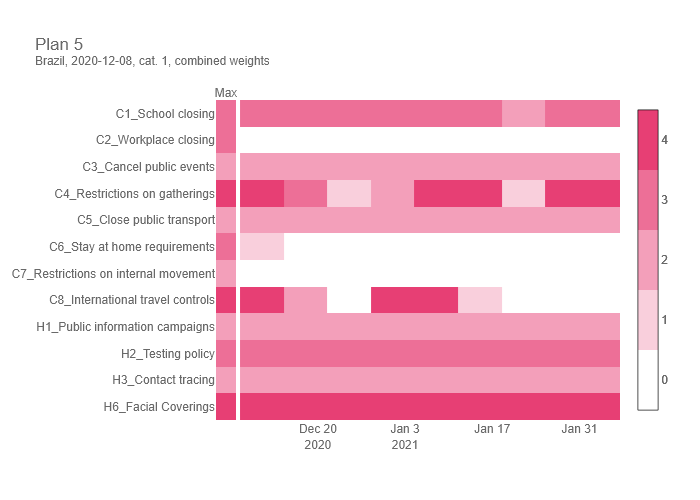 Plan 5
Brazil, 2020-12-08, cat. 1, combined weights
Max
C1_School closing
C2_Workplace closing
C3_Cancel public events
C4_Restrictions on gatherings
C5_Close public transport
C6_Stay at home requirements
C7_Restrictions on internal movement
C8_International travel controls
H1_Public information campaigns
H2_Testing policy
H3_Contact tracing
H6_Facial Coverings
4
3
2
1
0
Dec 20 Jan 3 Jan 17 Jan 31
2020 2021